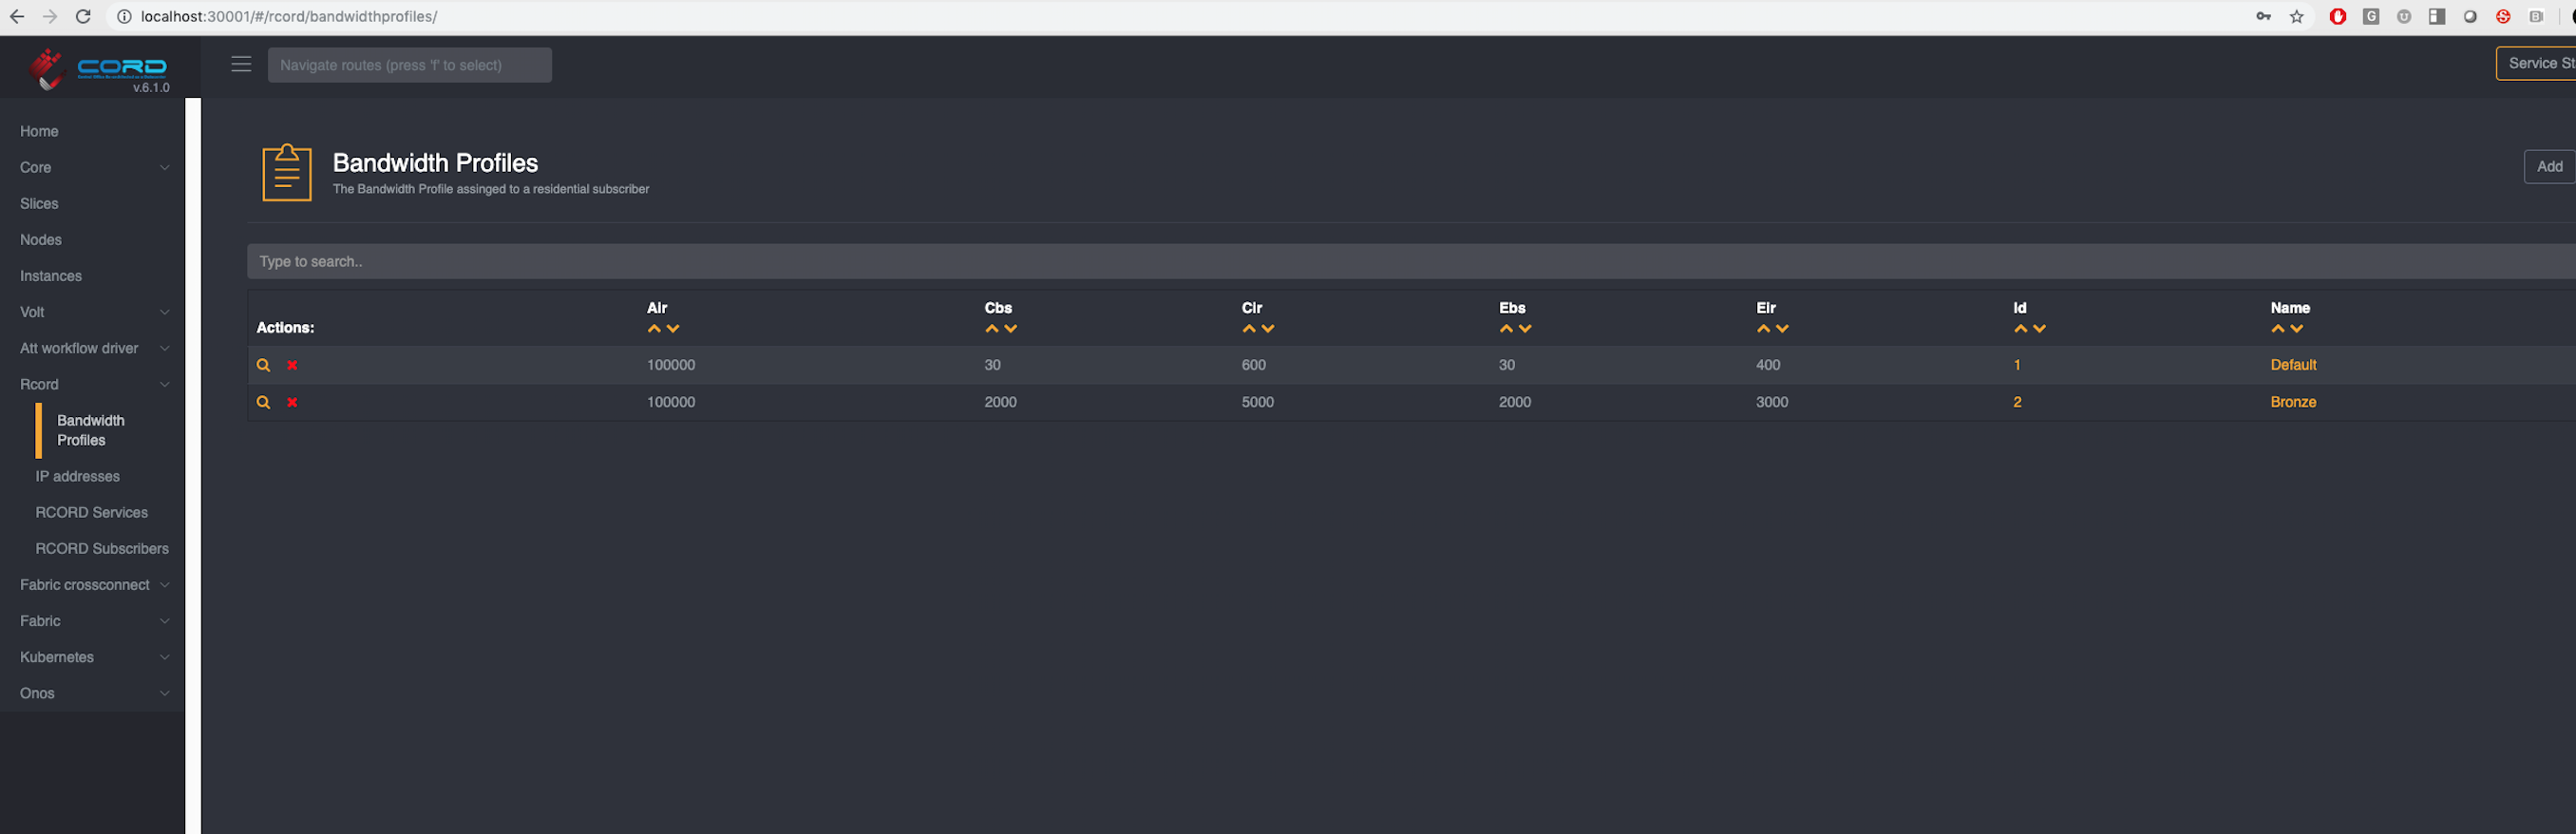 localhost:30001/#/rcord/bandwidthprofiles/
CORD
v.6.1.0
Navigate routes (press 'f' to select)
Service St
Home
Core
Slices
Nodes
Instances
Volt
Att workflow driver
Rcord
Bandwidth
Profiles
IP addresses
RCORD Services
RCORD Subscribers
Fabric crossconnect
Fabric
Kubernetes
Onos
Bandwidth Profiles
The Bandwidth Profile assinged to a residential subscriber
Add
Type to search..
Actions: Air Cbs Cir Ebs Eir Id Name
100000 30 600 30 400 1 Default
100000 2000 5000 2000 3000 2 Bronze